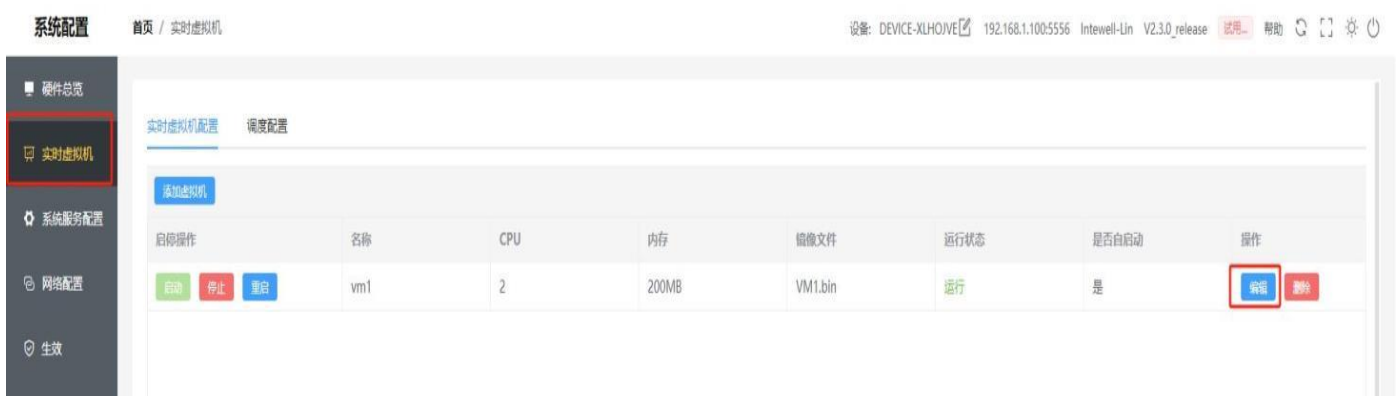 系统配置
首页 / 实时虚拟机
设备: DEVICE-XLHOJVE 192.168.1.100:5556 Intewell-Lin V2.3.0_release 试用... 帮助
硬件总览
实时虚拟机
系统服务配置
网络配置
生效
实时虚拟机配置 调度配置
添加虚拟机
启停操作 名称 CPU 内存 镜像文件 运行状态 是否自启动 操作
启动 停止 重启 vm1 2 200MB VM1.bin 运行 是 编辑 删除